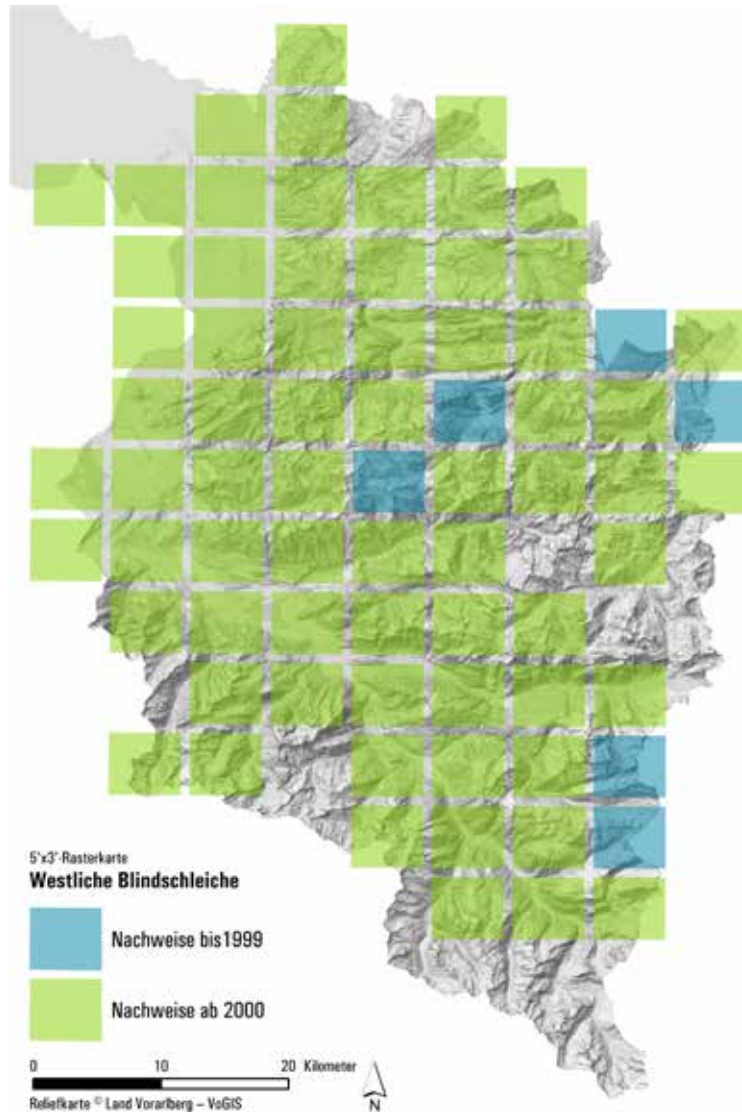 5'x3'-Rasterkarte
Westliche Blindschleiche
Nachweise bis1999
Nachweise ab 2000
0 10 20 Kilometer
Reliefkarte © Land Vorarlberg – VoGIS
N